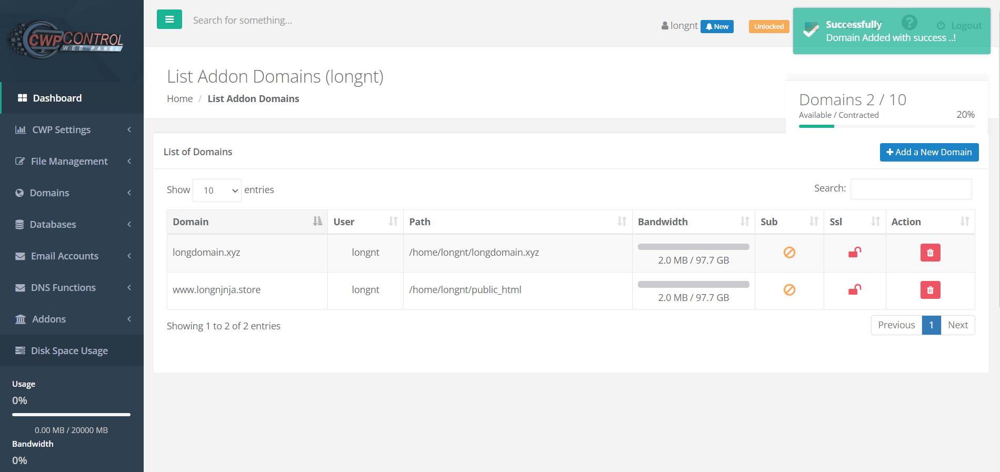 CWP CONTROL
WEB PANEL
Dashboard
CWP Settings
File Management
Domains
Databases
Email Accounts
DNS Functions
Addons
Disk Space Usage
Usage
0%
0.00 MB / 20000 MB
Bandwidth
0%
Search for something...
longnt
New
Unlocked
Successfully
Domain Added with success ..!
Logout
List Addon Domains (longnt)
Home / List Addon Domains
Domains 2 / 10
Available / Contracted 20%
List of Domains
Add a New Domain
Show 10 entries
Search:
Domain User Path Bandwidth Sub Ssl Action
longdomain.xyz longnt /home/longnt/longdomain.xyz 2.0 MB / 97.7 GB
www.longnjnja.store longnt /home/longnt/public_html 2.0 MB / 97.7 GB
Showing 1 to 2 of 2 entries
Previous 1 Next